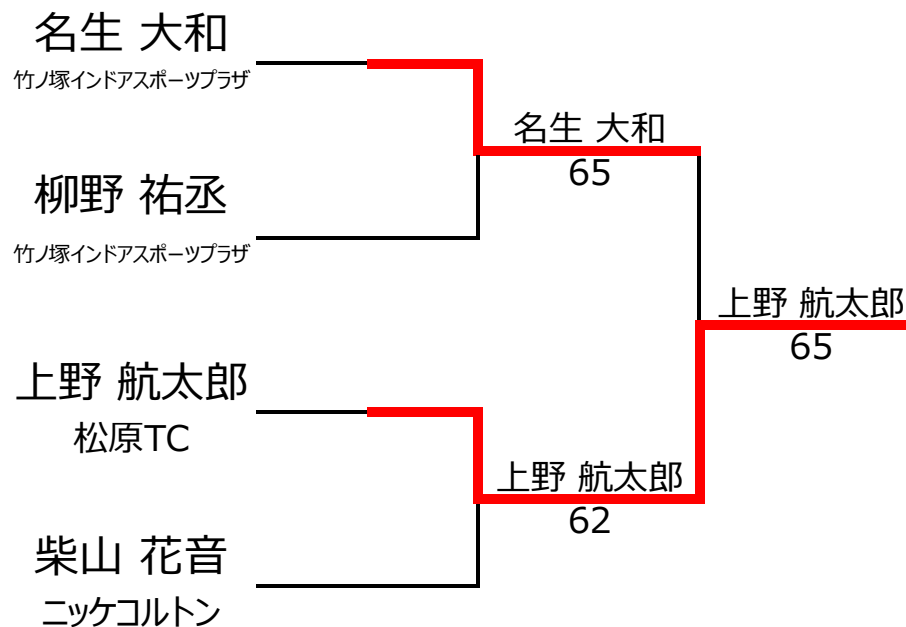 名生 大和
竹ノ塚インドアスポーツプラザ
柳野 祐丞
竹ノ塚インドアスポーツプラザ
上野 航太郎
松原TC
柴山 花音
ニッケコルトン
名生 大和
65
上野 航太郎
62
上野 航太郎
65